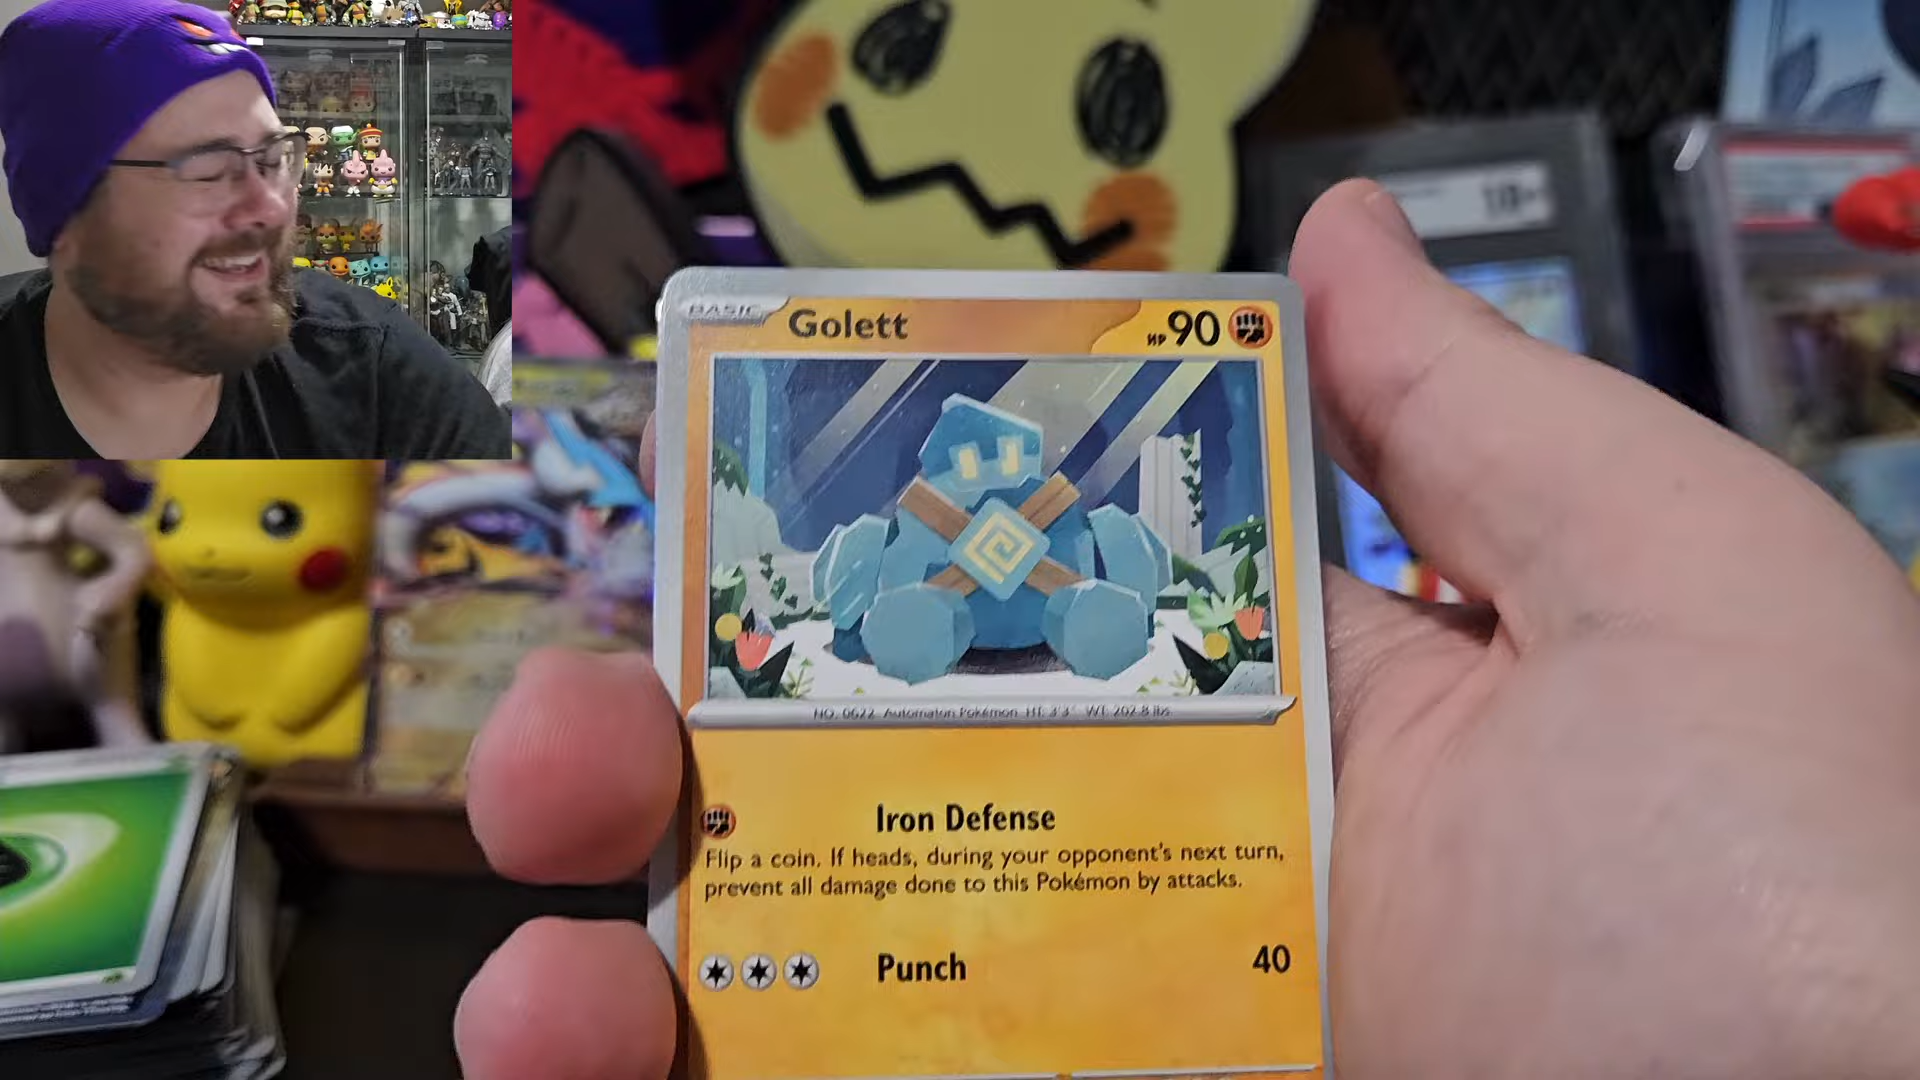 BASIC
Golett
HP 90
NO. 0622 Automaton Pokémon HT: 3'3" WT: 202.8 lbs.
Iron Defense
Flip a coin. If heads, during your opponent's next turn,
prevent all damage done to this Pokémon by attacks.
Punch 40
10+